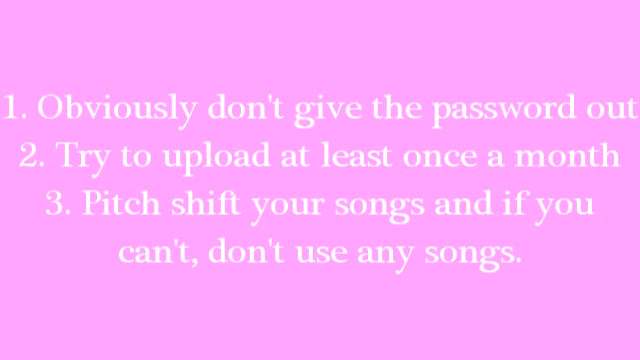 1. Obviously don't give the password out
2. Try to upload at least once a month
3. Pitch shift your songs and if you
can't, don't use any songs.